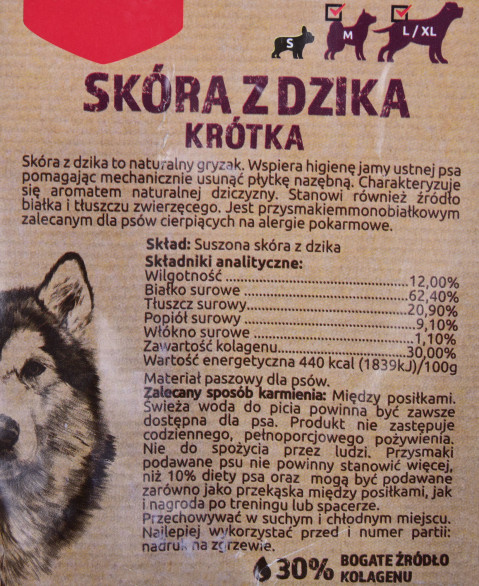 S
M
L / XL
SKÓRA Z DZIKA
KRÓTKA
Skóra z dzika to naturalny gryzak. Wspiera higienę jamy ustnej psa
pomagając mechanicznie usunąć płytkę nazębną. Charakteryzuje
się aromatem naturalnej dziczyzny. Stanowi również źródło
białka i tłuszczu zwierzęcego. Jest przysmakiemmonobiałkowym
zalecanym dla psów cierpiących na alergie pokarmowe.
Skład: Suszona skóra z dzika
Składniki analityczne:
Wilgotność ........................................12,00%
Białko surowe ........................................62,40%
Tłuszcz surowy........................................20,90%
Popiół surowy ........................................9,10%
Włókno surowe ........................................1,10%
Zawartość kolagenu........................................30,00%
Wartość energetyczna 440 kcal (1839kJ)/100g
Materiał paszowy dla psów.
Zalecany sposób karmienia: Między posiłkami.
Świeża woda do picia powinna być zawsze
dostępna dla psa. Produkt nie zastępuje
codziennego, pełnoporcjowego pożywienia.
Nie do spożycia przez ludzi. Przysmaki
podawane psu nie powinny stanowić więcej,
niż 10% diety psa oraz mogą być podawane
zarówno jako przekąska między posiłkami, jak
i nagroda po treningu lub spacerze.
Przechowywać w suchym i chłodnym miejscu.
Najlepiej wykorzystać przed i numer partii:
nadruk na zgrzewie.
30% BOGATE ŹRÓDŁO
KOLAGENU